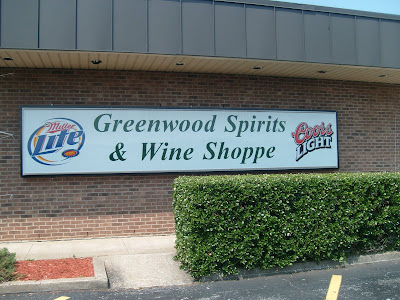 Miller
Lite
Greenwood Spirits
& Wine Shoppe
Coors
LIGHT